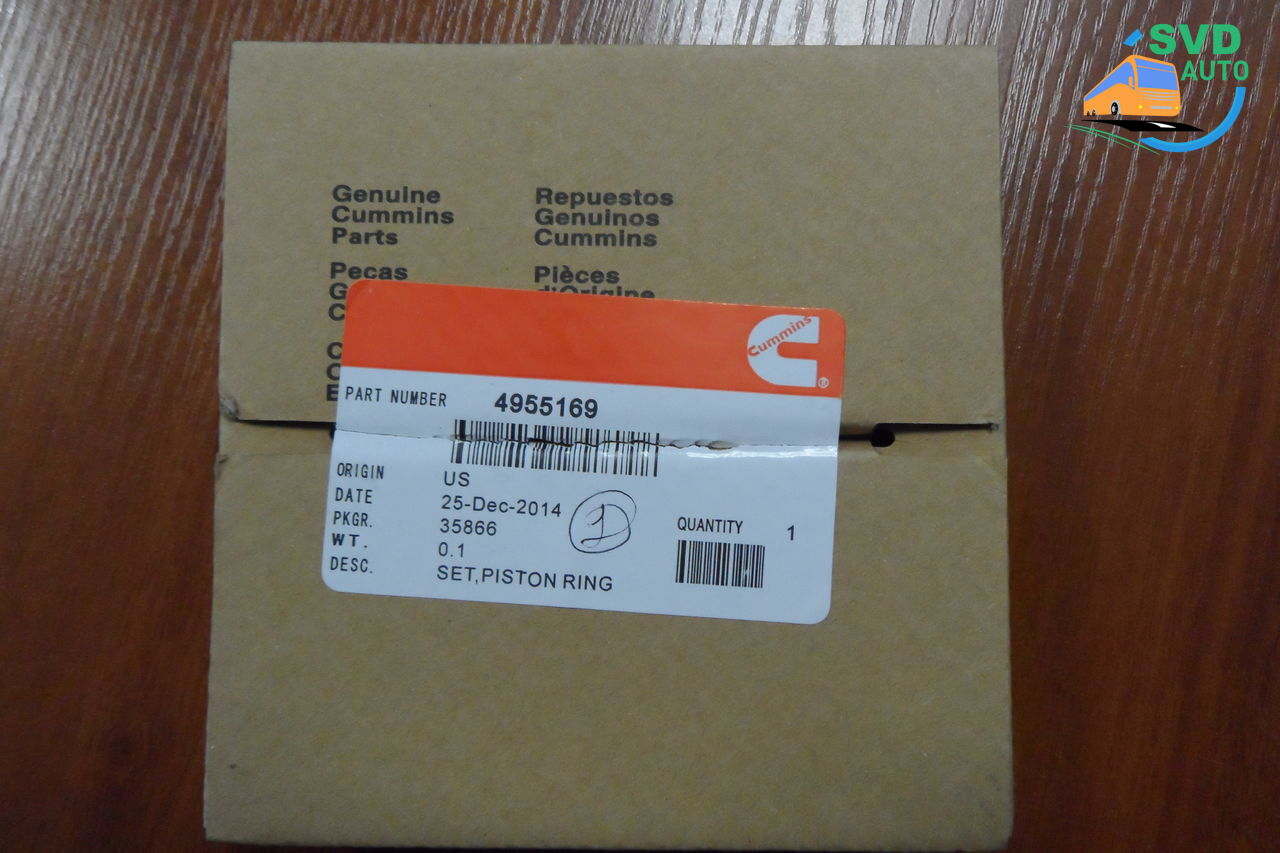 SVD
AUTO
Genuine
Cummins
Parts
Repuestos
Genuinos
Cummins
Pecas
Pièces
d'Origine
Cummins
PART NUMBER 4955169
ORIGIN US
DATE 25-Dec-2014
PKGR. 35866
WT. 0.1
DESC. SET,PISTON RING
QUANTITY 1